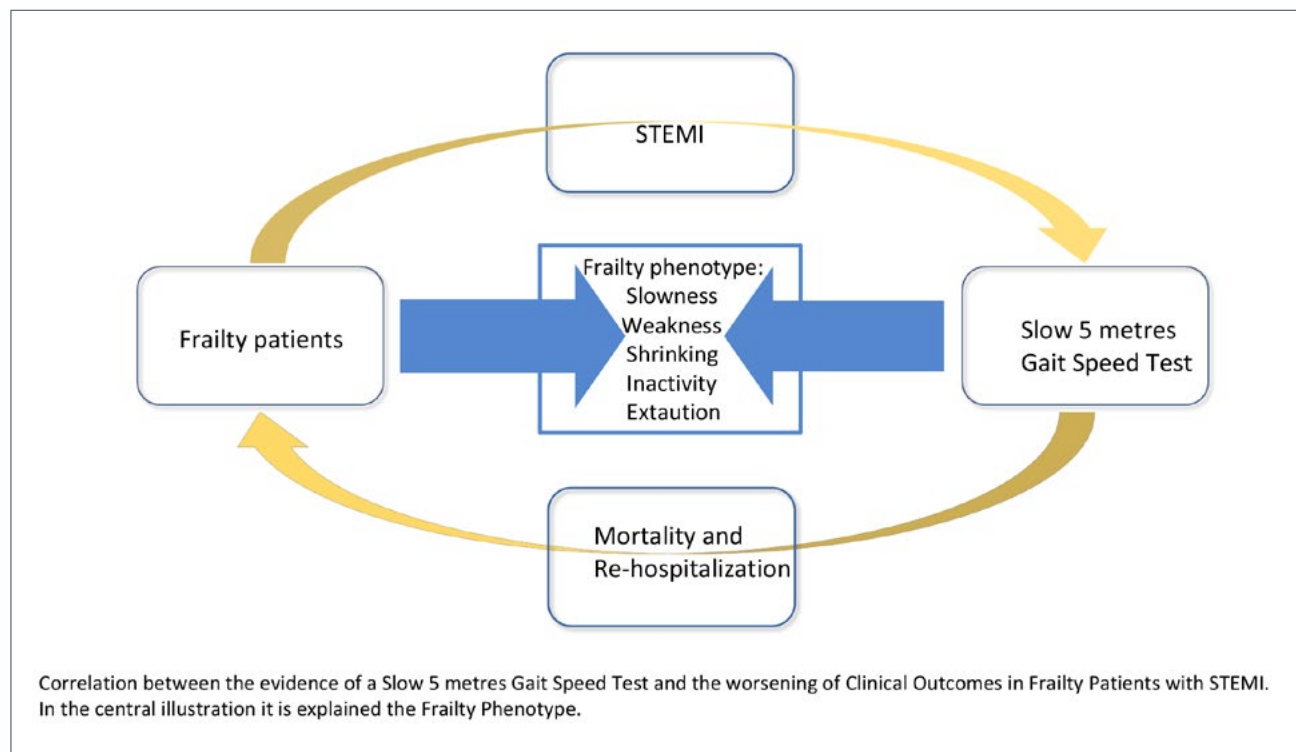 STEMI
Frailty patients
Frailty phenotype:
Slowness
Weakness
Shrinking
Inactivity
Extaution
Slow 5 metres
Gait Speed Test
Mortality and
Re-hospitalization
Correlation between the evidence of a Slow 5 metres Gait Speed Test and the worsening of Clinical Outcomes in Frailty Patients with STEMI.
In the central illustration it is explained the Frailty Phenotype.